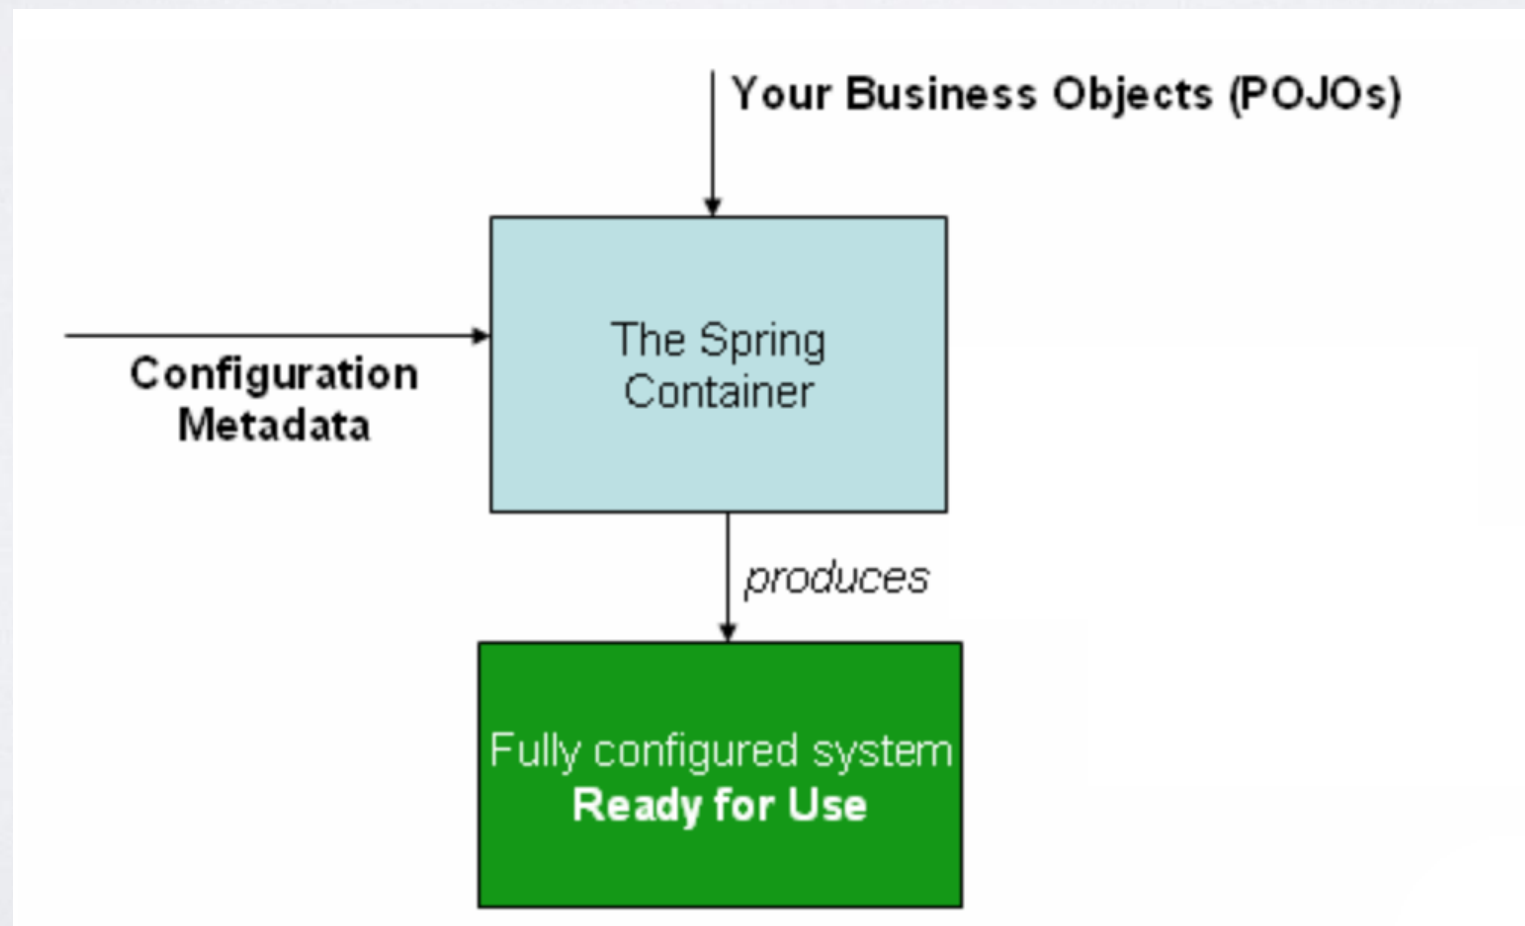 Your Business Objects (POJOs)
The Spring
Container
Configuration
Metadata
produces
Fully configured system
Ready for Use